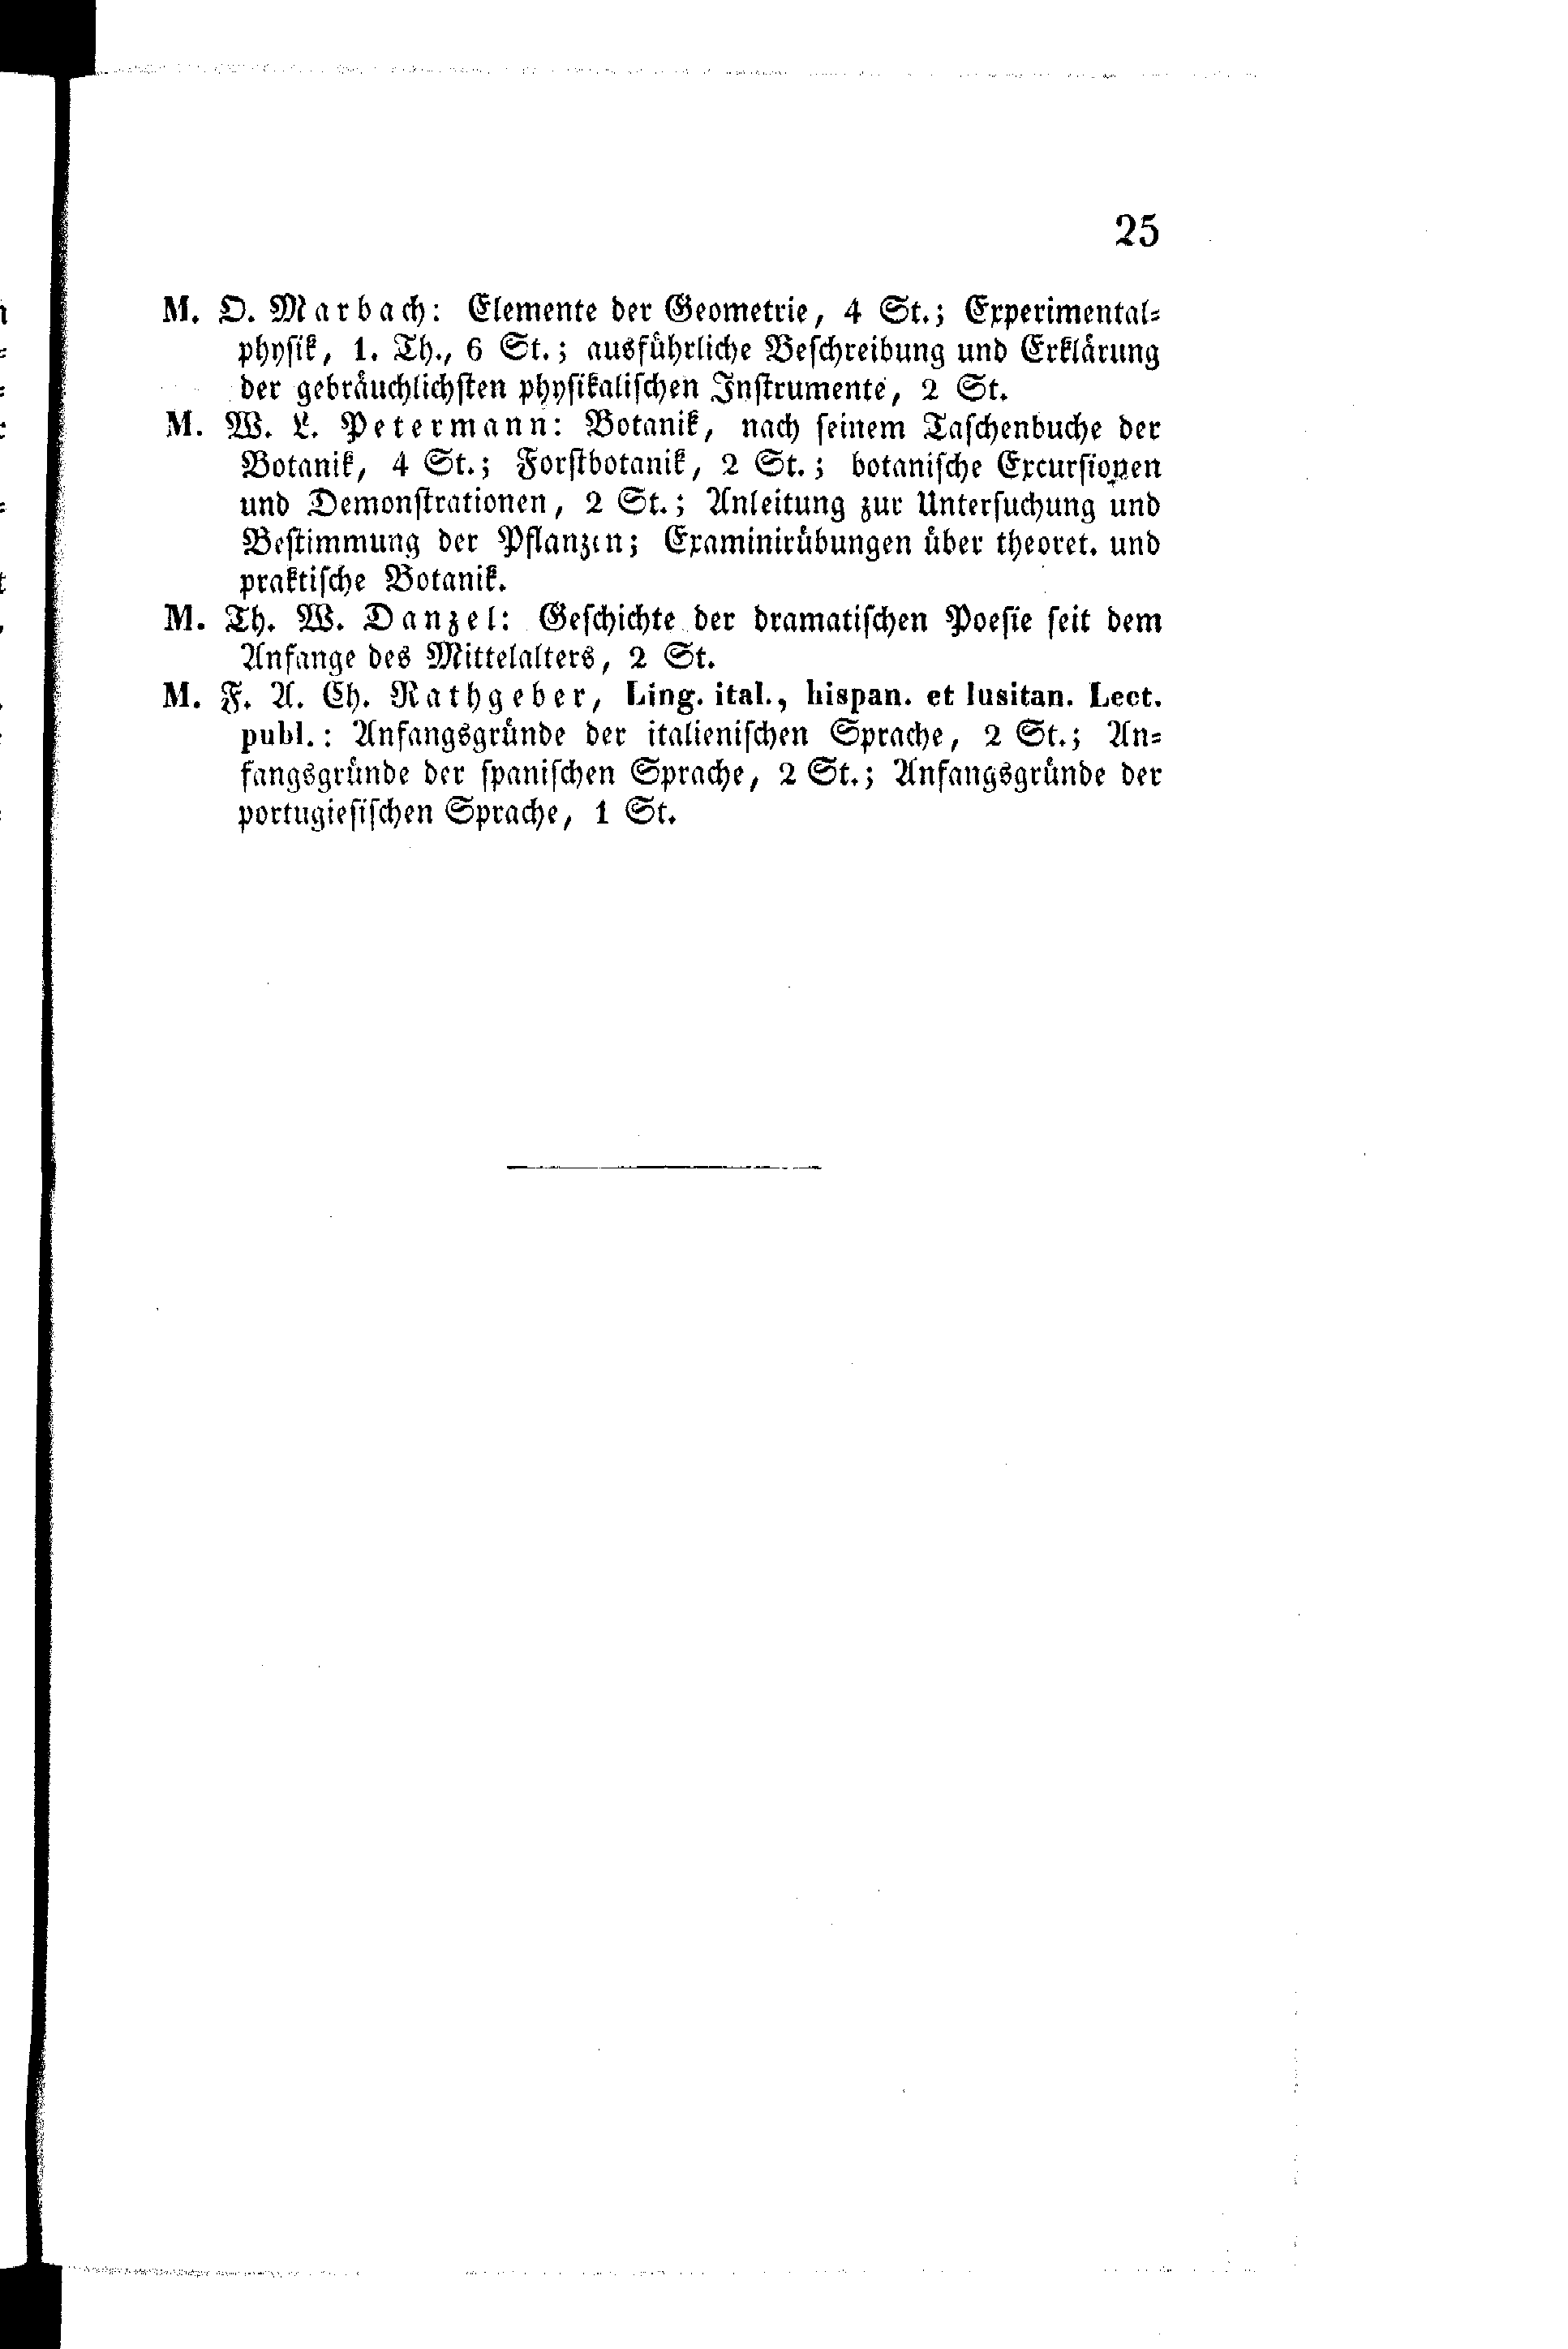 25
M. O. Marbach: Elemente der Geometrie, 4 St.; Experimental-
physik, 1. Th., 6 St.; ausführliche Beschreibung und Erklärung
der gebräuchlichsten physikalischen Instrumente, 2 St.
M. W. L. Petermann: Botanik, nach seinem Taschenbuche der
Botanik, 4 St.; Forstbotanik, 2 St.; botanische Excursionen
und Demonstrationen, 2 St.; Anleitung zur Untersuchung und
Bestimmung der Pflanzen; Examinirübungen über theoret. und
praktische Botanik.
M. Th. W. Danzel: Geschichte der dramatischen Poesie seit dem
Anfange des Mittelalters, 2 St.
M. F. A. Ch. Rathgeber, Ling. ital., hispan. et lusitan. Lect.
publ.: Anfangsgründe der italienischen Sprache, 2 St.; An-
fangsgründe der spanischen Sprache, 2 St.; Anfangsgründe der
portugiesischen Sprache, 1 St.